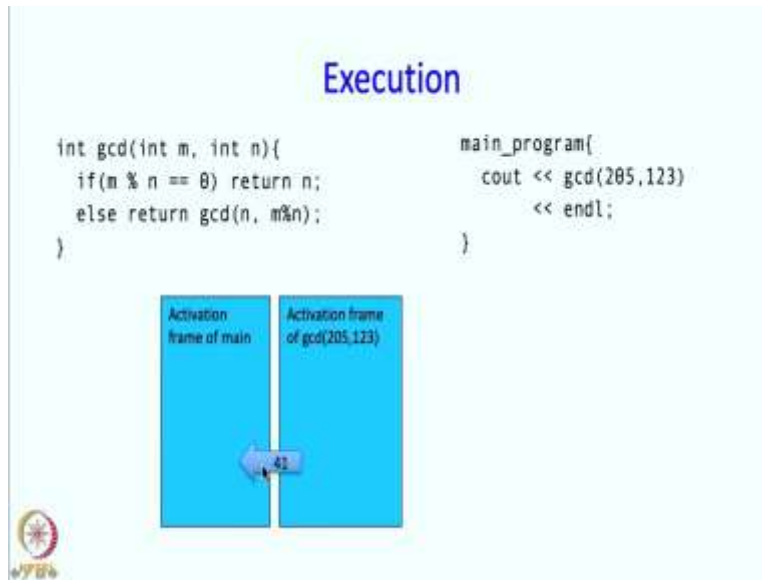 Execution
int gcd(int m, int n){
if(m % n == 0) return n;
else return gcd(n, m%n);
}
main_program{
cout << gcd(205,123)
<< endl;
}
Activation
frame of main
Activation frame
of gcd(205,123)
41